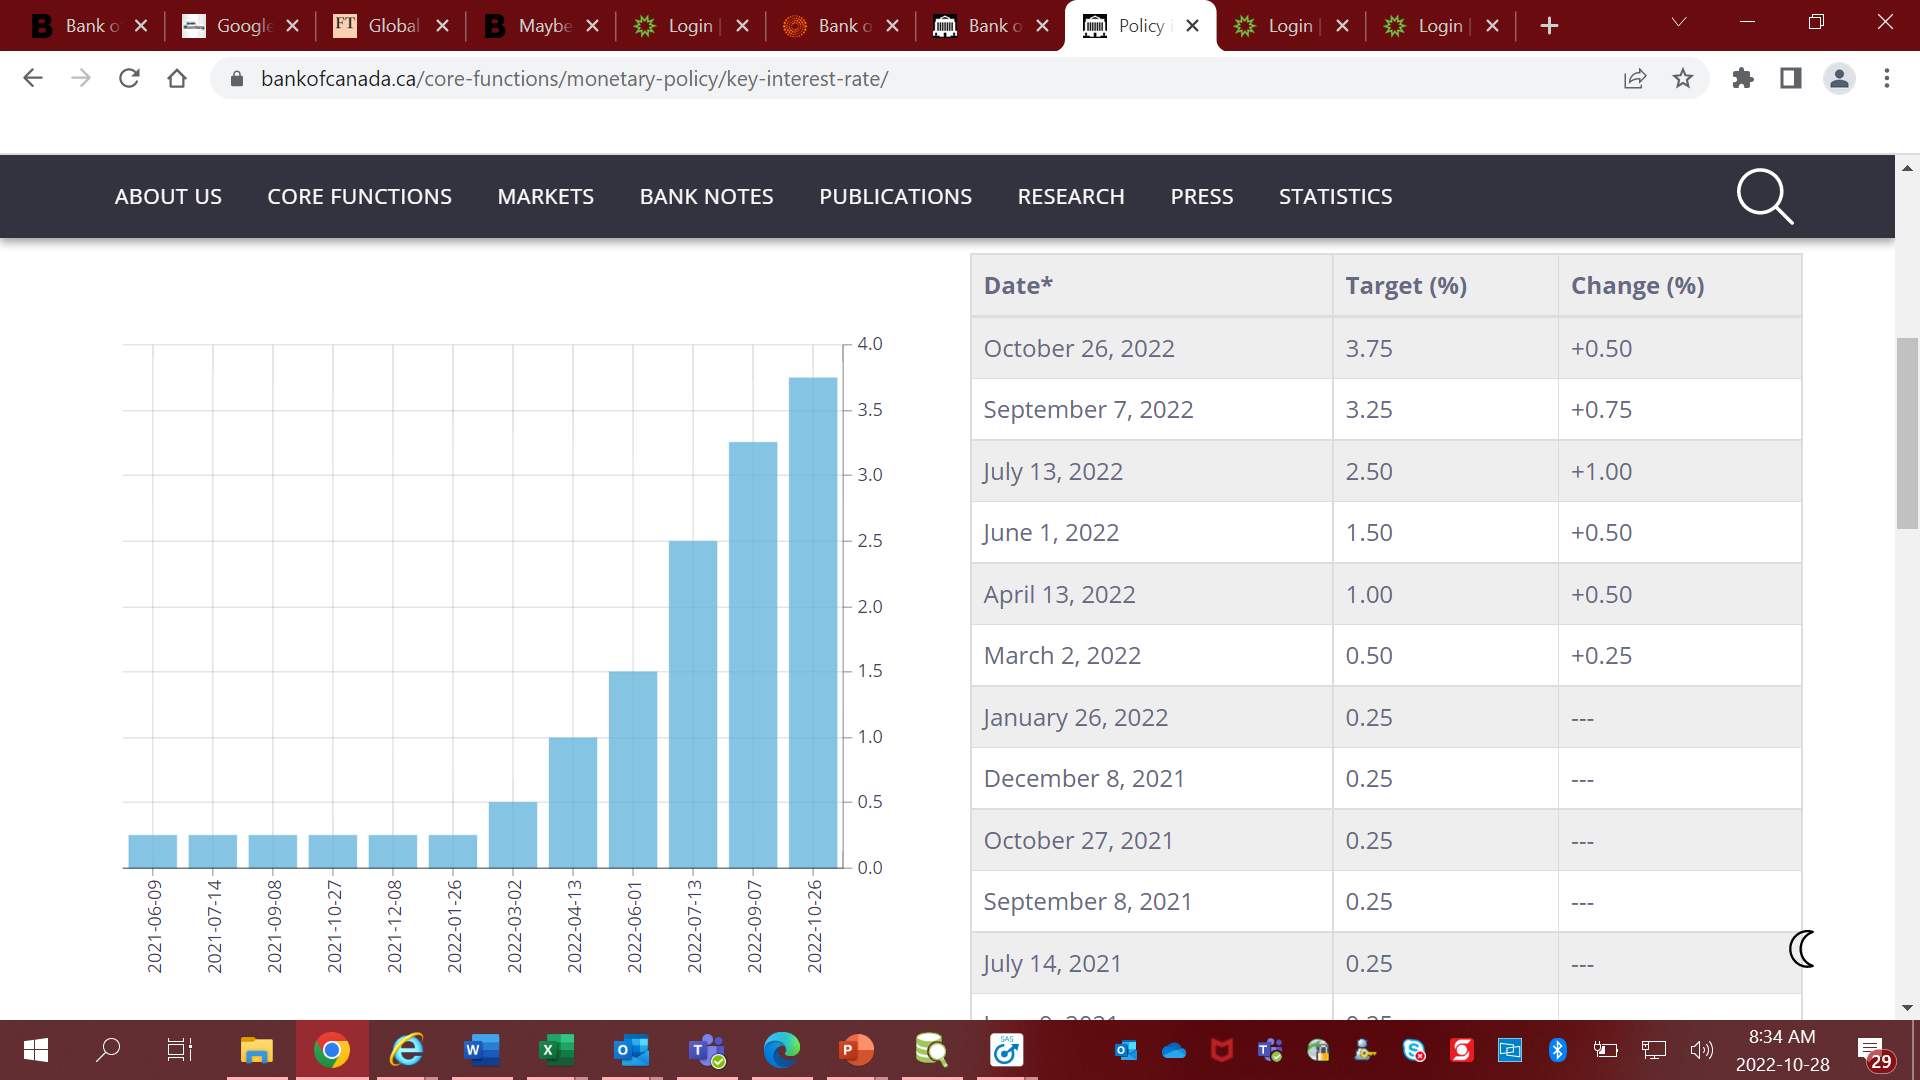 Bank o
Google
FT Global
B Maybe
Login
Bank o
Bank o
Policy
Login
Login
bankofcanada.ca/core-functions/monetary-policy/key-interest-rate/
ABOUT US CORE FUNCTIONS MARKETS BANK NOTES PUBLICATIONS RESEARCH PRESS STATISTICS
4.0
3.5
3.0
2.5
2.0
1.5
1.0
0.5
0.0
2021-06-09
2021-07-14
2021-09-08
2021-10-27
2021-12-08
2022-01-26
2022-03-02
2022-04-13
2022-06-01
2022-07-13
2022-09-07
2022-10-26
Date* Target (%) Change (%)
October 26, 2022 3.75 +0.50
September 7, 2022 3.25 +0.75
July 13, 2022 2.50 +1.00
June 1, 2022 1.50 +0.50
April 13, 2022 1.00 +0.50
March 2, 2022 0.50 +0.25
January 26, 2022 0.25 ---
December 8, 2021 0.25 ---
October 27, 2021 0.25 ---
September 8, 2021 0.25 ---
July 14, 2021 0.25 ---
8:34 AM
2022-10-28
29